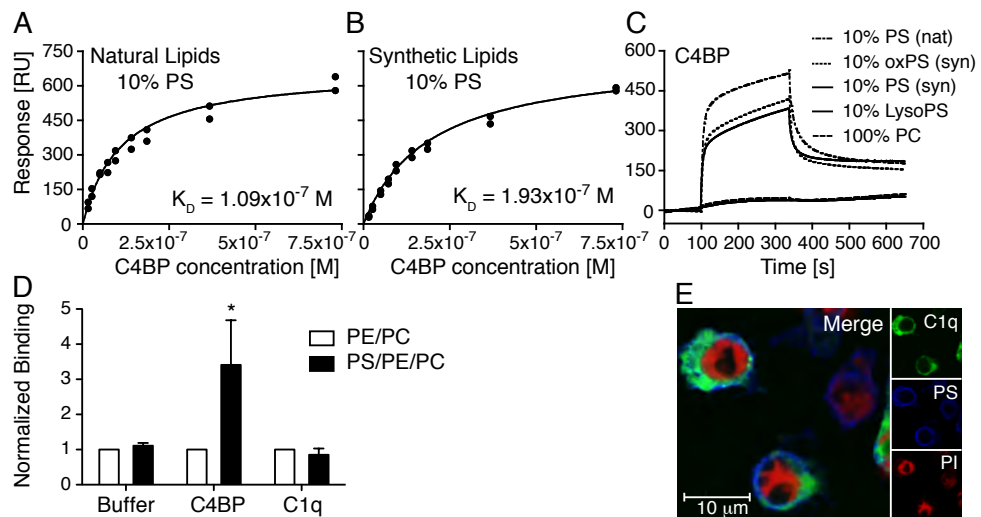 A
Natural Lipids
10% PS
Response [RU]
750
600
450
300
150
0
K_D = 1.09x10^-7 M
0
2.5x10^-7
5x10^-7
7.5x10^-7
C4BP concentration [M]
B
Synthetic Lipids
10% PS
K_D = 1.93x10^-7 M
0
2.5x10^-7
5x10^-7
7.5x10^-7
C4BP concentration [M]
C
C4BP
600
450
300
150
0
10% PS (nat)
10% oxPS (syn)
10% PS (syn)
10% LysoPS
100% PC
0 100 200 300 400 500 600 700
Time [s]
D
Normalized Binding
5
4
3
2
1
0
*
PE/PC
PS/PE/PC
Buffer
C4BP
C1q
E
Merge
10 μm
C1q
PS
PI